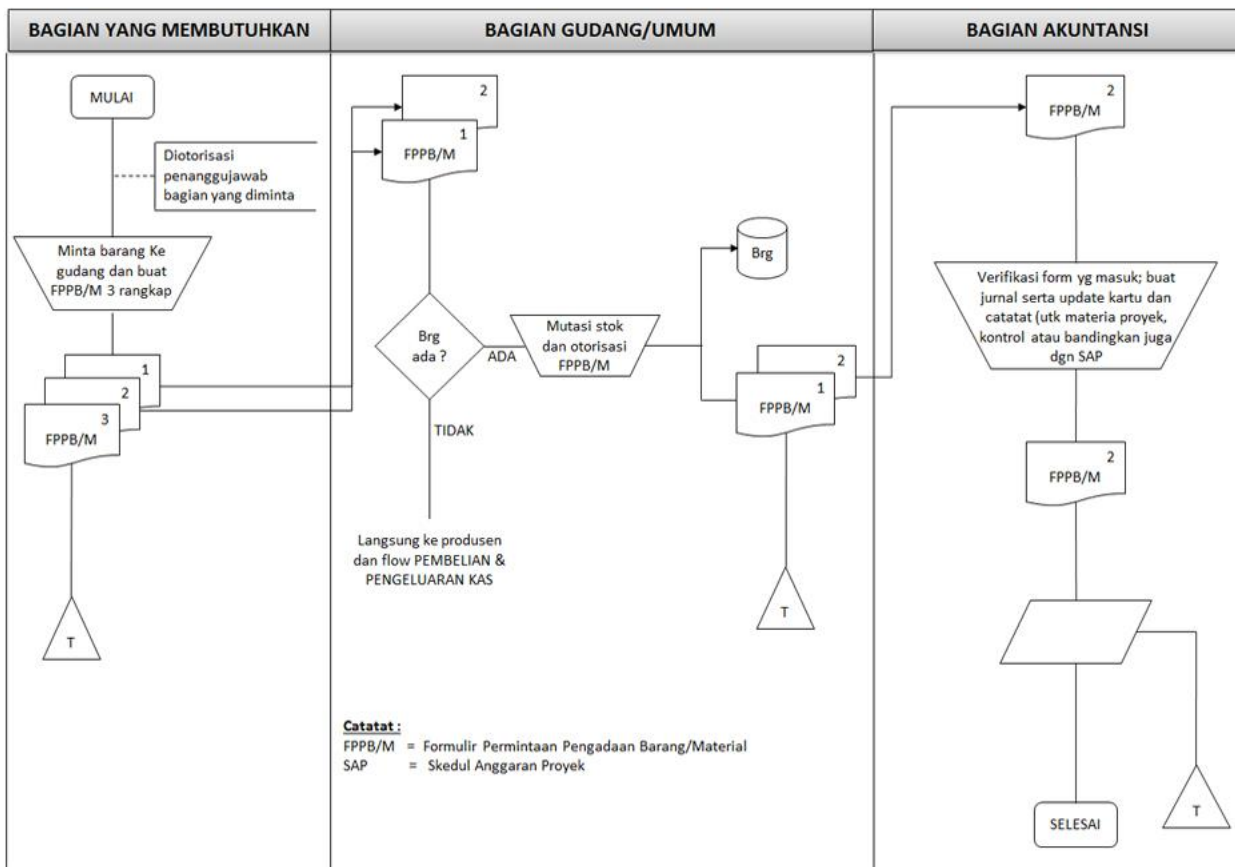 BAGIAN YANG MEMBUTUHKAN
BAGIAN GUDANG/UMUM
BAGIAN AKUNTANSI
MULAI
Diotorisasi
penanggujawab
bagian yang diminta
Minta barang Ke
gudang dan buat
FPPB/M 3 rangkap
1
2
3
FPPB/M
T
2
1
FPPB/M
Brg
ada ?
ADA
TIDAK
Langsung ke produsen
dan flow PEMBELIAN &
PENGELUARAN KAS
Mutasi stok
dan otorisasi
FPPB/M
Brg
2
1
FPPB/M
T
Catatat :
FPPB/M = Formulir Permintaan Pengadaan Barang/Material
SAP = Skedul Anggaran Proyek
2
FPPB/M
Verifikasi form yg masuk; buat
jurnal serta update kartu dan
catatat (utk materia proyek,
kontrol atau bandingkan juga
dgn SAP
2
FPPB/M
T
SELESAI